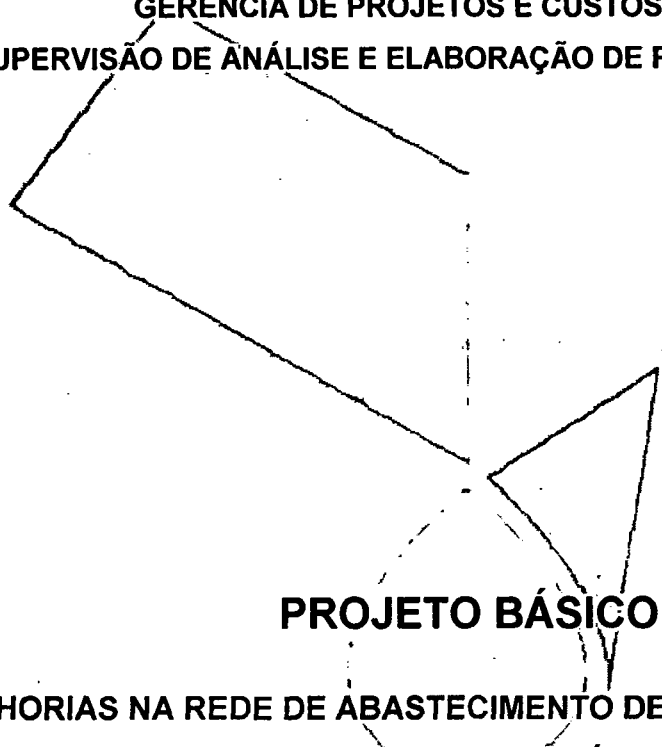 GERÊNCIA DE PROJETOS E CUSTOS
UPERVISÃO DE ANÁLISE E ELABORAÇÃO DE
PROJETO BÁSICO
HORIAS NA REDE DE ABASTECIMENTO DE